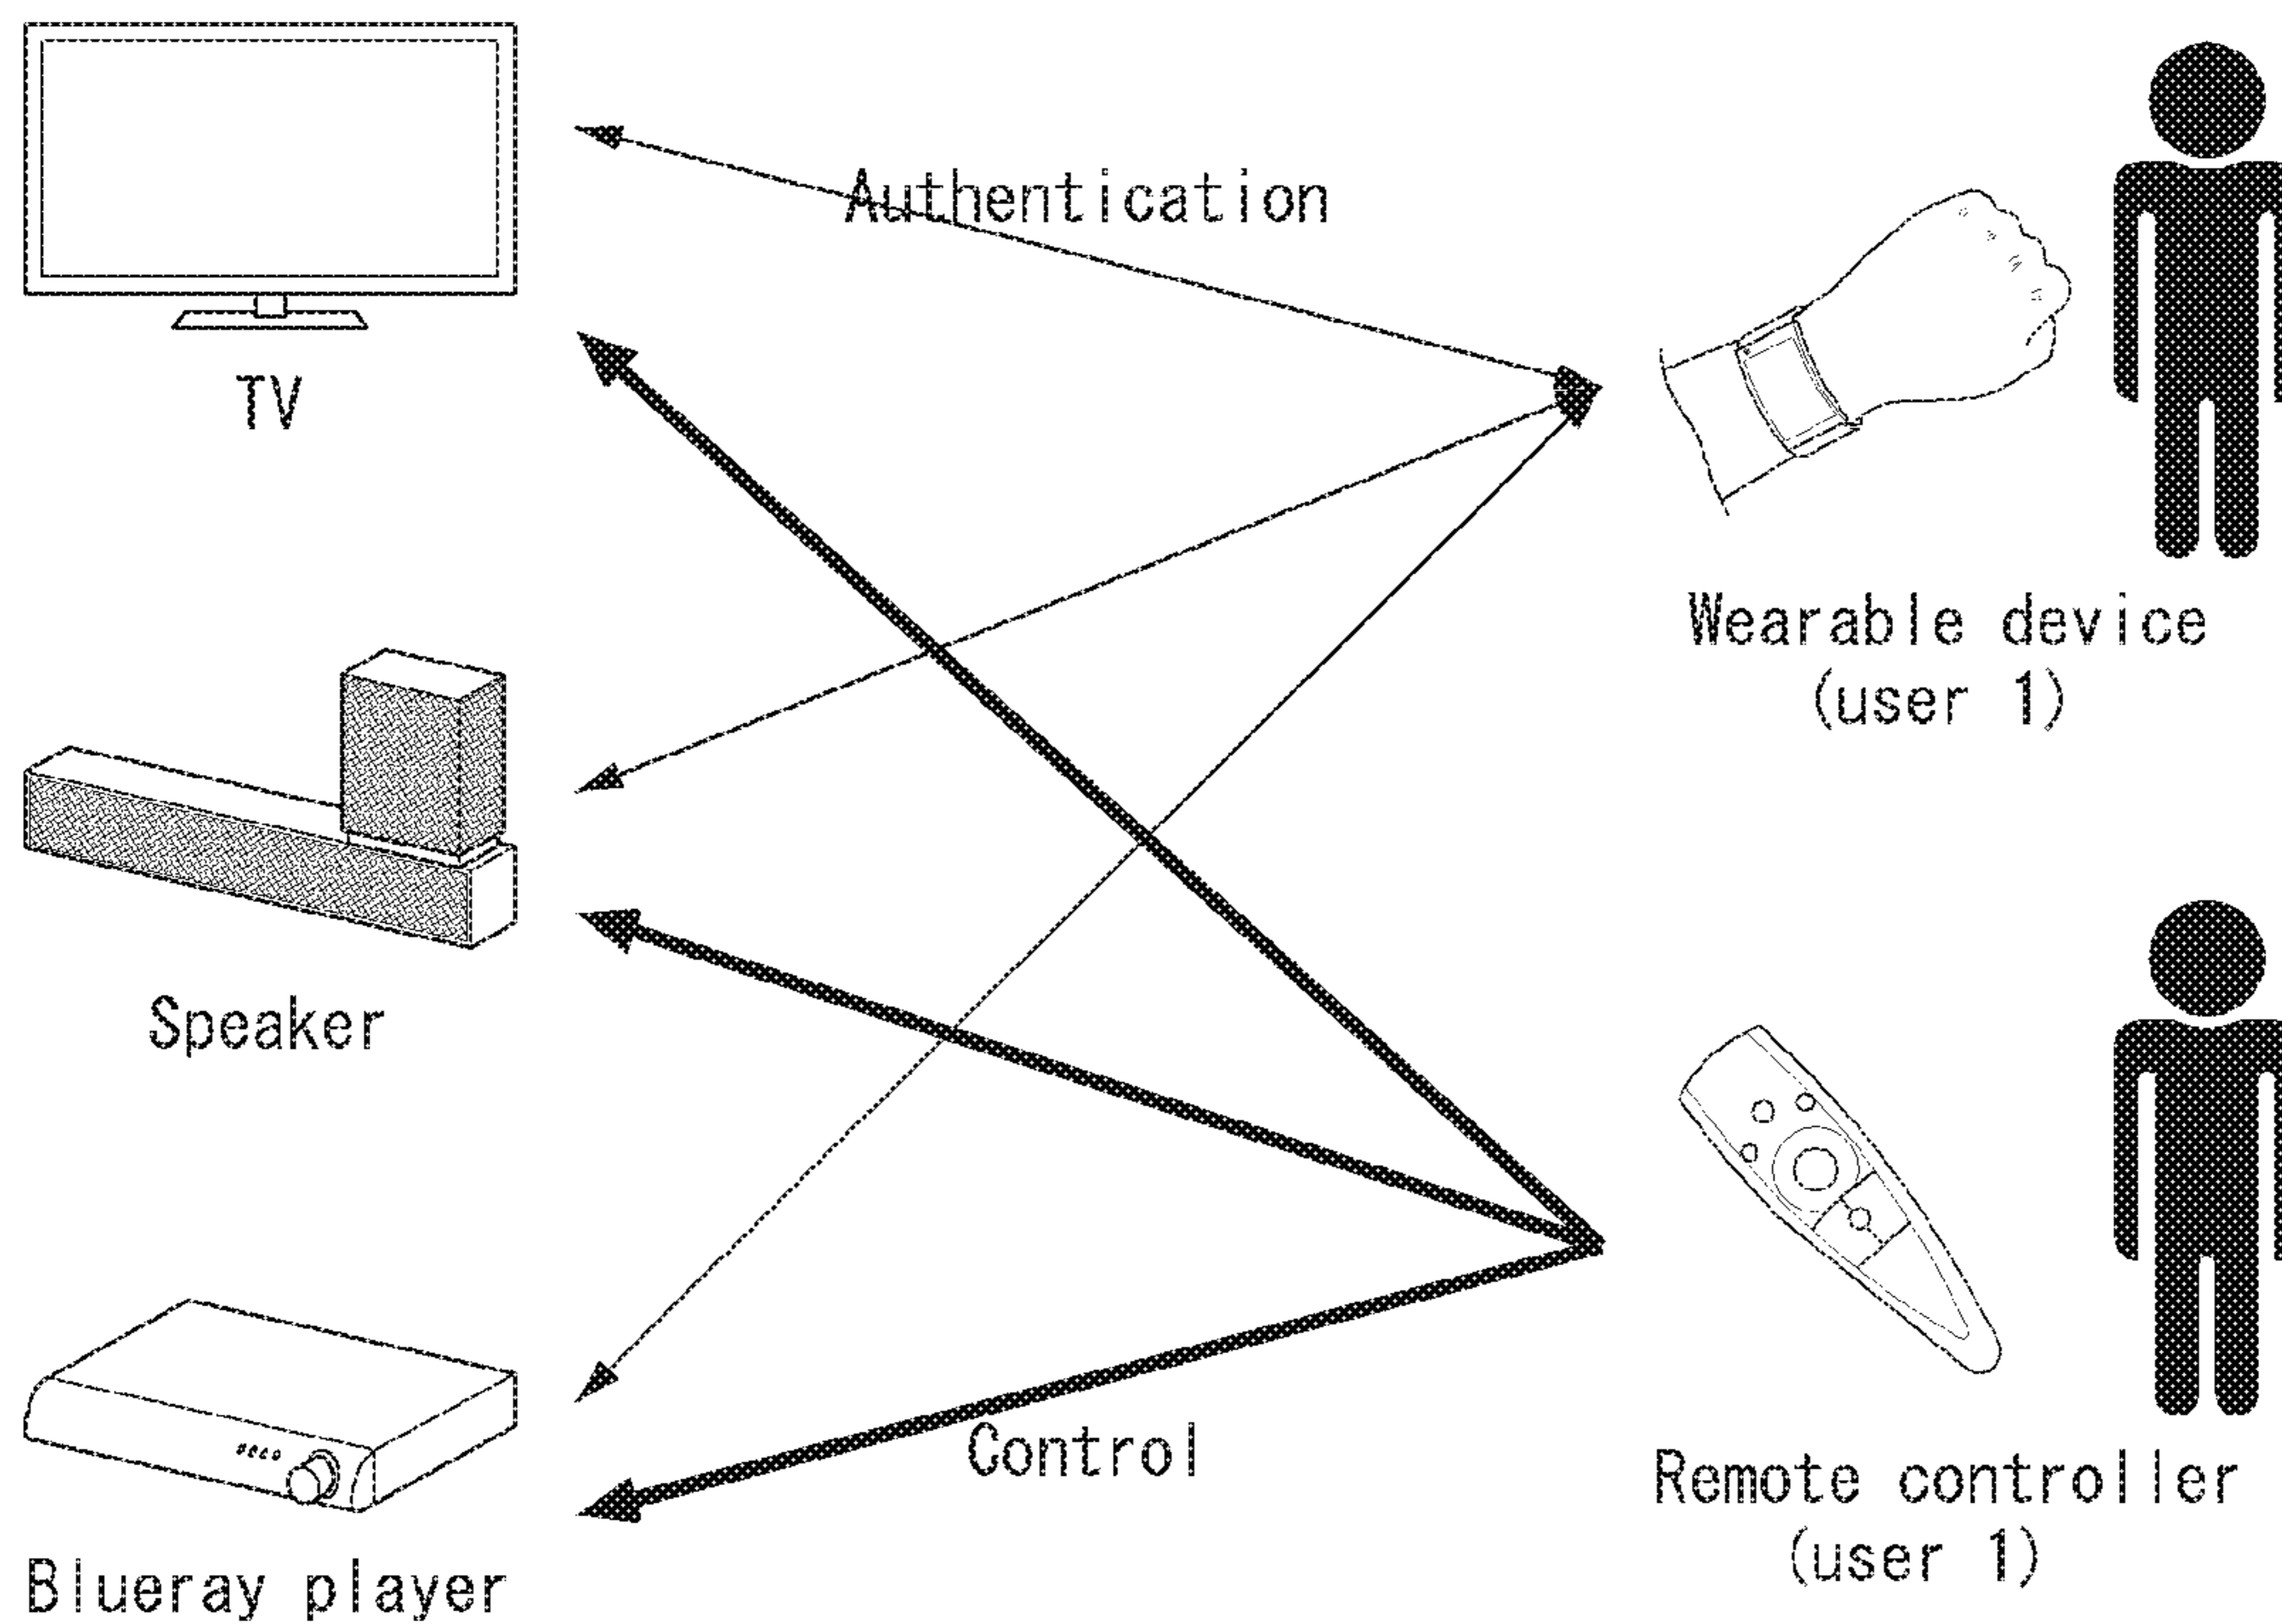 Authentication
TV
Wearable device
(user 1)
Speaker
Control
Remote controller
(user 1)
Blueray player